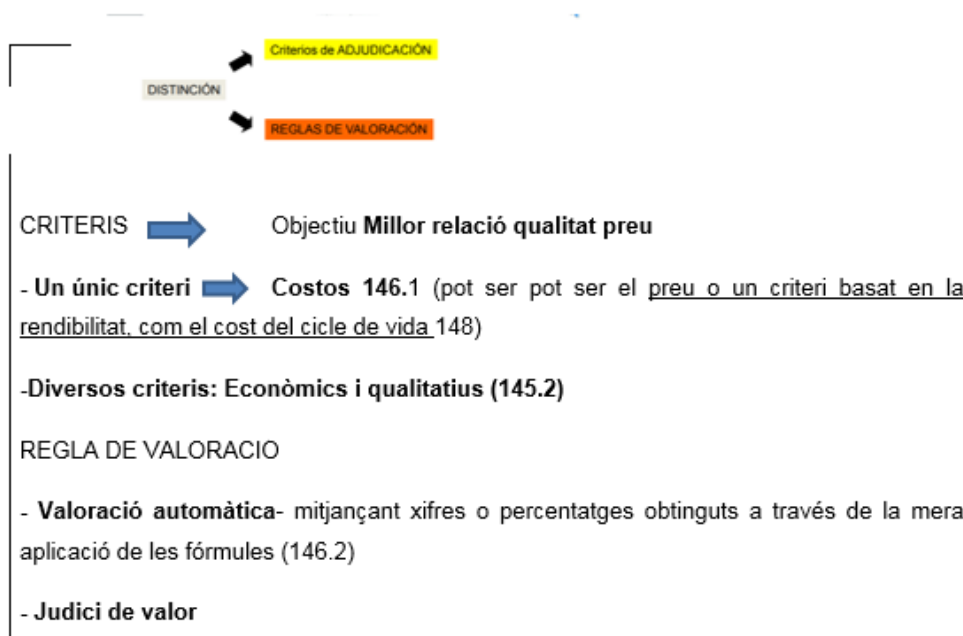 Criterios de ADJUDICACIÓN
DISTINCIÓN
REGLAS DE VALORACIÓN
CRITERIS Objectiu Millor relació qualitat preu
- Un únic criteri Costos 146.1 (pot ser pot ser el preu o un criteri basat en la
rendibilitat, com el cost del cicle de vida 148)
-Diversos criteris: Econòmics i qualitatius (145.2)
REGLA DE VALORACIO
- Valoració automàtica- mitjançant xifres o percentatges obtinguts a través de la mera
aplicació de les fórmules (146.2)
- Judici de valor